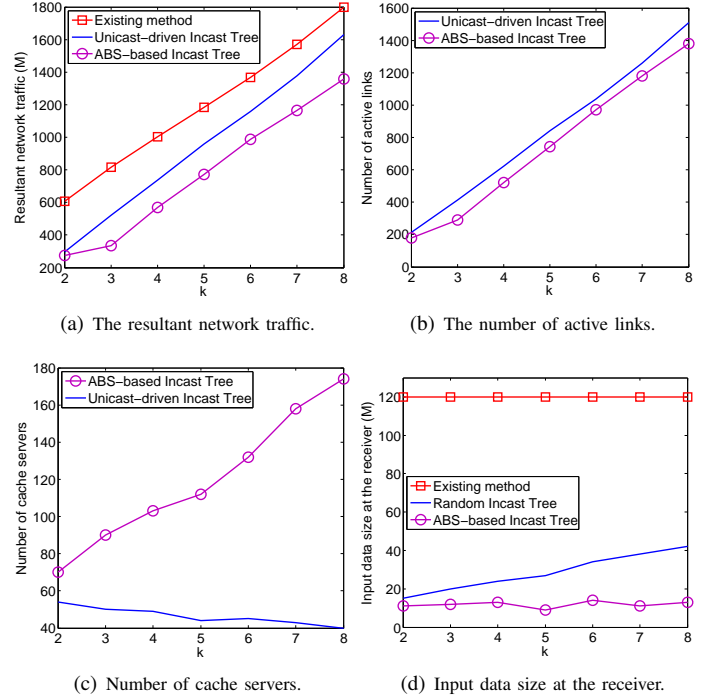 1800
1600
1400
1200
1000
800
600
400
200
2 3 4 5 6 7 8
k
Resultant network traffic (M)
Existing method
Unicast−driven Incast Tree
ABS−based Incast Tree
(a) The resultant network traffic.
1600
1400
1200
1000
800
600
400
200
0
2 3 4 5 6 7 8
k
Number of active links
Unicast−driven Incast Tree
ABS−based Incast Tree
(b) The number of active links.
180
160
140
120
100
80
60
40
2 3 4 5 6 7 8
k
Number of cache servers
ABS−based Incast Tree
Unicast−driven Incast Tree
(c) Number of cache servers.
140
120
100
80
60
40
20
0
2 3 4 5 6 7 8
k
Input data size at the receiver (M)
Existing method
Random Incast Tree
ABS−based Incast Tree
(d) Input data size at the receiver.